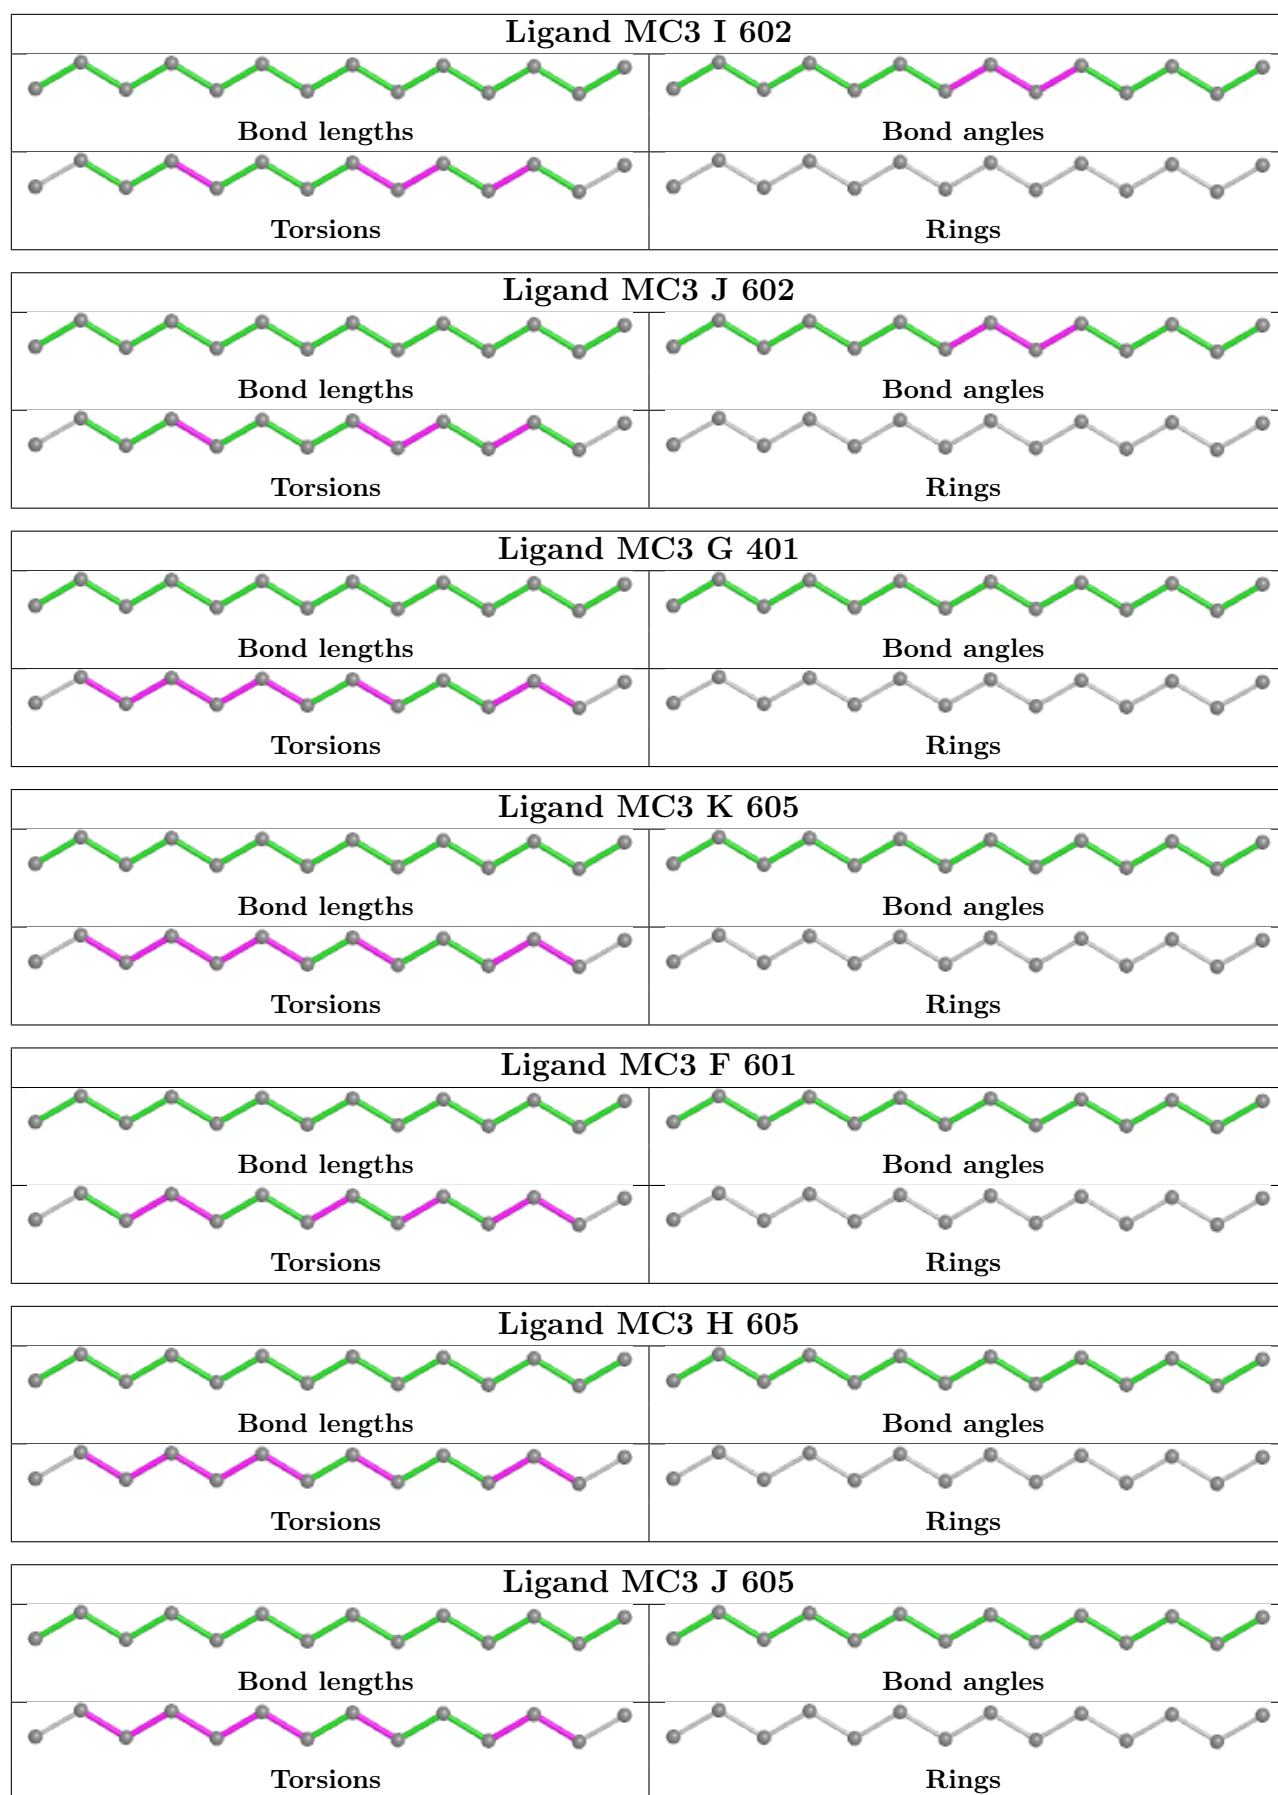 Ligand MC3 I 602
Bond lengths
Bond angles
Torsions
Rings
Ligand MC3 J 602
Bond lengths
Bond angles
Torsions
Rings
Ligand MC3 G 401
Bond lengths
Bond angles
Torsions
Rings
Ligand MC3 K 605
Bond lengths
Bond angles
Torsions
Rings
Ligand MC3 F 601
Bond lengths
Bond angles
Torsions
Rings
Ligand MC3 H 605
Bond lengths
Bond angles
Torsions
Rings
Ligand MC3 J 605
Bond lengths
Bond angles
Torsions
Rings